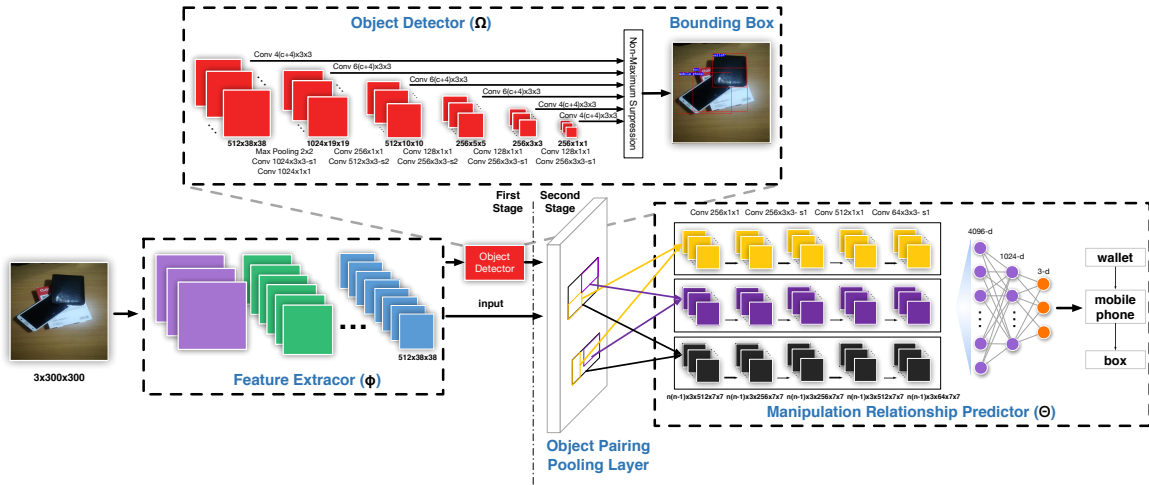 Object Detector (Ω)
Bounding Box
Conv 4(c+4)x3x3
Conv 6(c+4)x3x3
Conv 6(c+4)x3x3
Conv 6(c+4)x3x3
Conv 4(c+4)x3x3
Conv 4(c+4)x3x3
Non-Maximum Surpression
512x38x38
1024x19x19
512x10x10
256x5x5
256x3x3
256x1x1
Max Pooling 2x2
Conv 1024x3x3-s1
Conv 1024x1x1
Conv 256x1x1
Conv 512x3x3-s2
Conv 128x1x1
Conv 256x3x3-s2
Conv 128x1x1
Conv 256x3x3-s1
Conv 128x1x1
Conv 256x3x3-s1
First
Stage
Second
Stage
3x300x300
512x38x38
Feature Extracor (Φ)
Object
Detector
input
Object Pairing
Pooling Layer
Conv 256x1x1
Conv 256x3x3- s1
Conv 512x1x1
Conv 64x3x3- s1
n(n-1)x3x512x7x7
n(n-1)x3x256x7x7
n(n-1)x3x256x7x7
n(n-1)x3x512x7x7
n(n-1)x3x64x7x7
4096-d
1024-d
3-d
wallet
mobile
phone
box
Manipulation Relationship Predictor (Θ)